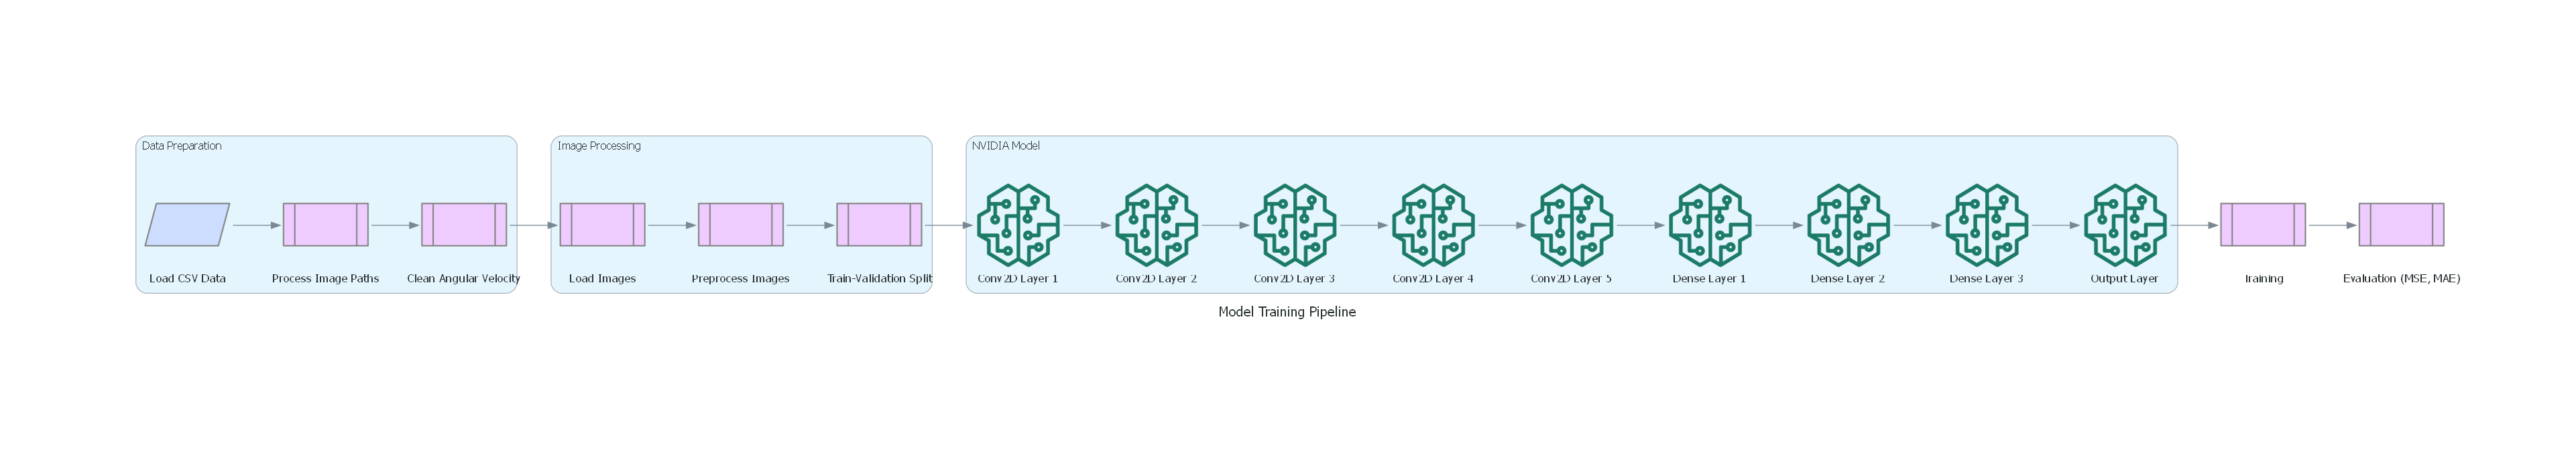 Data Preparation
Image Processing
NVIDIA Model
Load CSV Data
Process Image Paths
Clean Angular Velocity
Load Images
Preprocess Images
Train-Validation Split
Conv2D Layer 1
Conv2D Layer 2
Conv2D Layer 3
Conv2D Layer 4
Conv2D Layer 5
Dense Layer 1
Dense Layer 2
Dense Layer 3
Output Layer
Training
Evaluation (MSE, MAE)
Model Training Pipeline